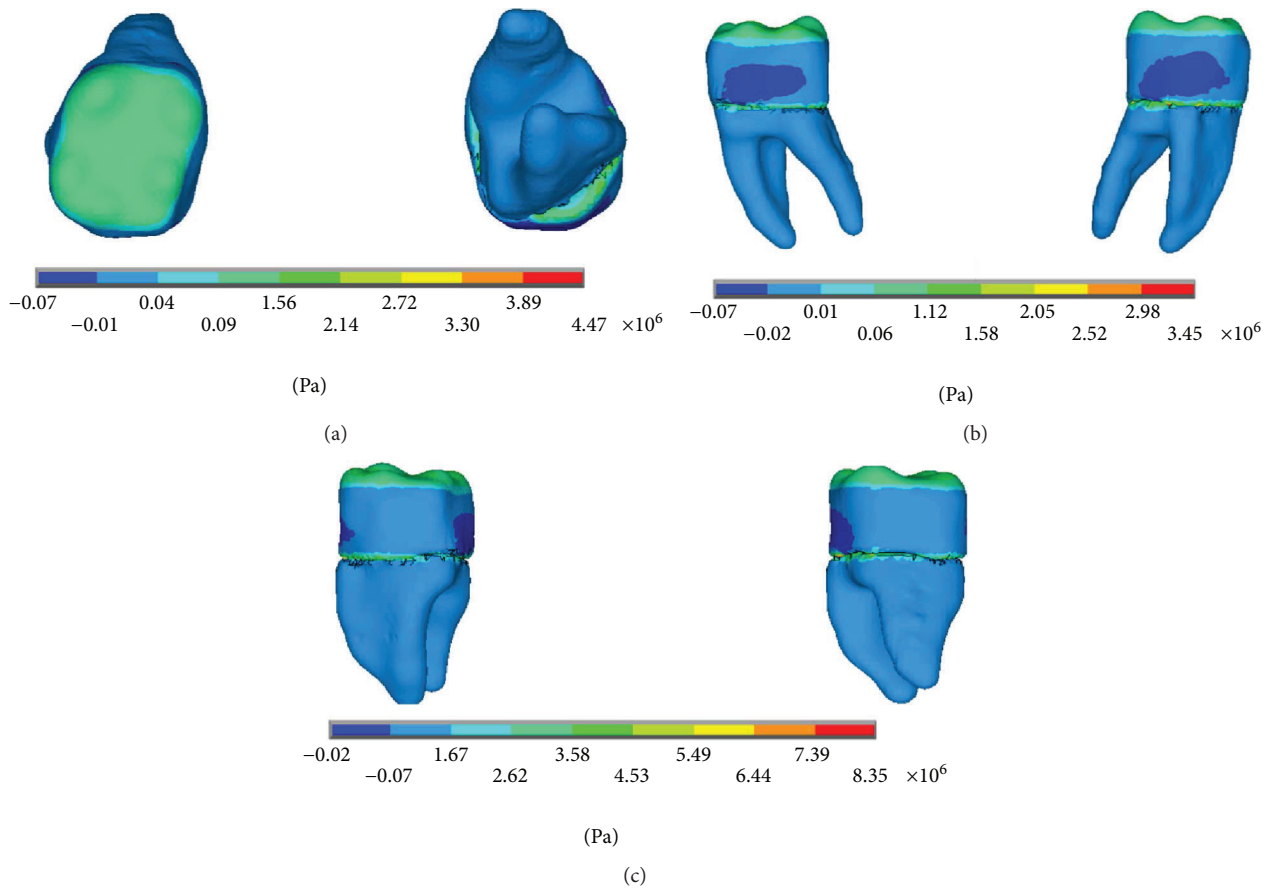 −0.07 0.04 1.56 2.72 3.89
−0.01 0.09 2.14 3.30 4.47 ×10⁶
(Pa)
(a)
−0.07 0.01 1.12 2.05 2.98
−0.02 0.06 1.58 2.52 3.45 ×10⁶
(Pa)
(b)
−0.02 1.67 3.58 5.49 7.39
−0.07 2.62 4.53 6.44 8.35 ×10⁶
(Pa)
(c)